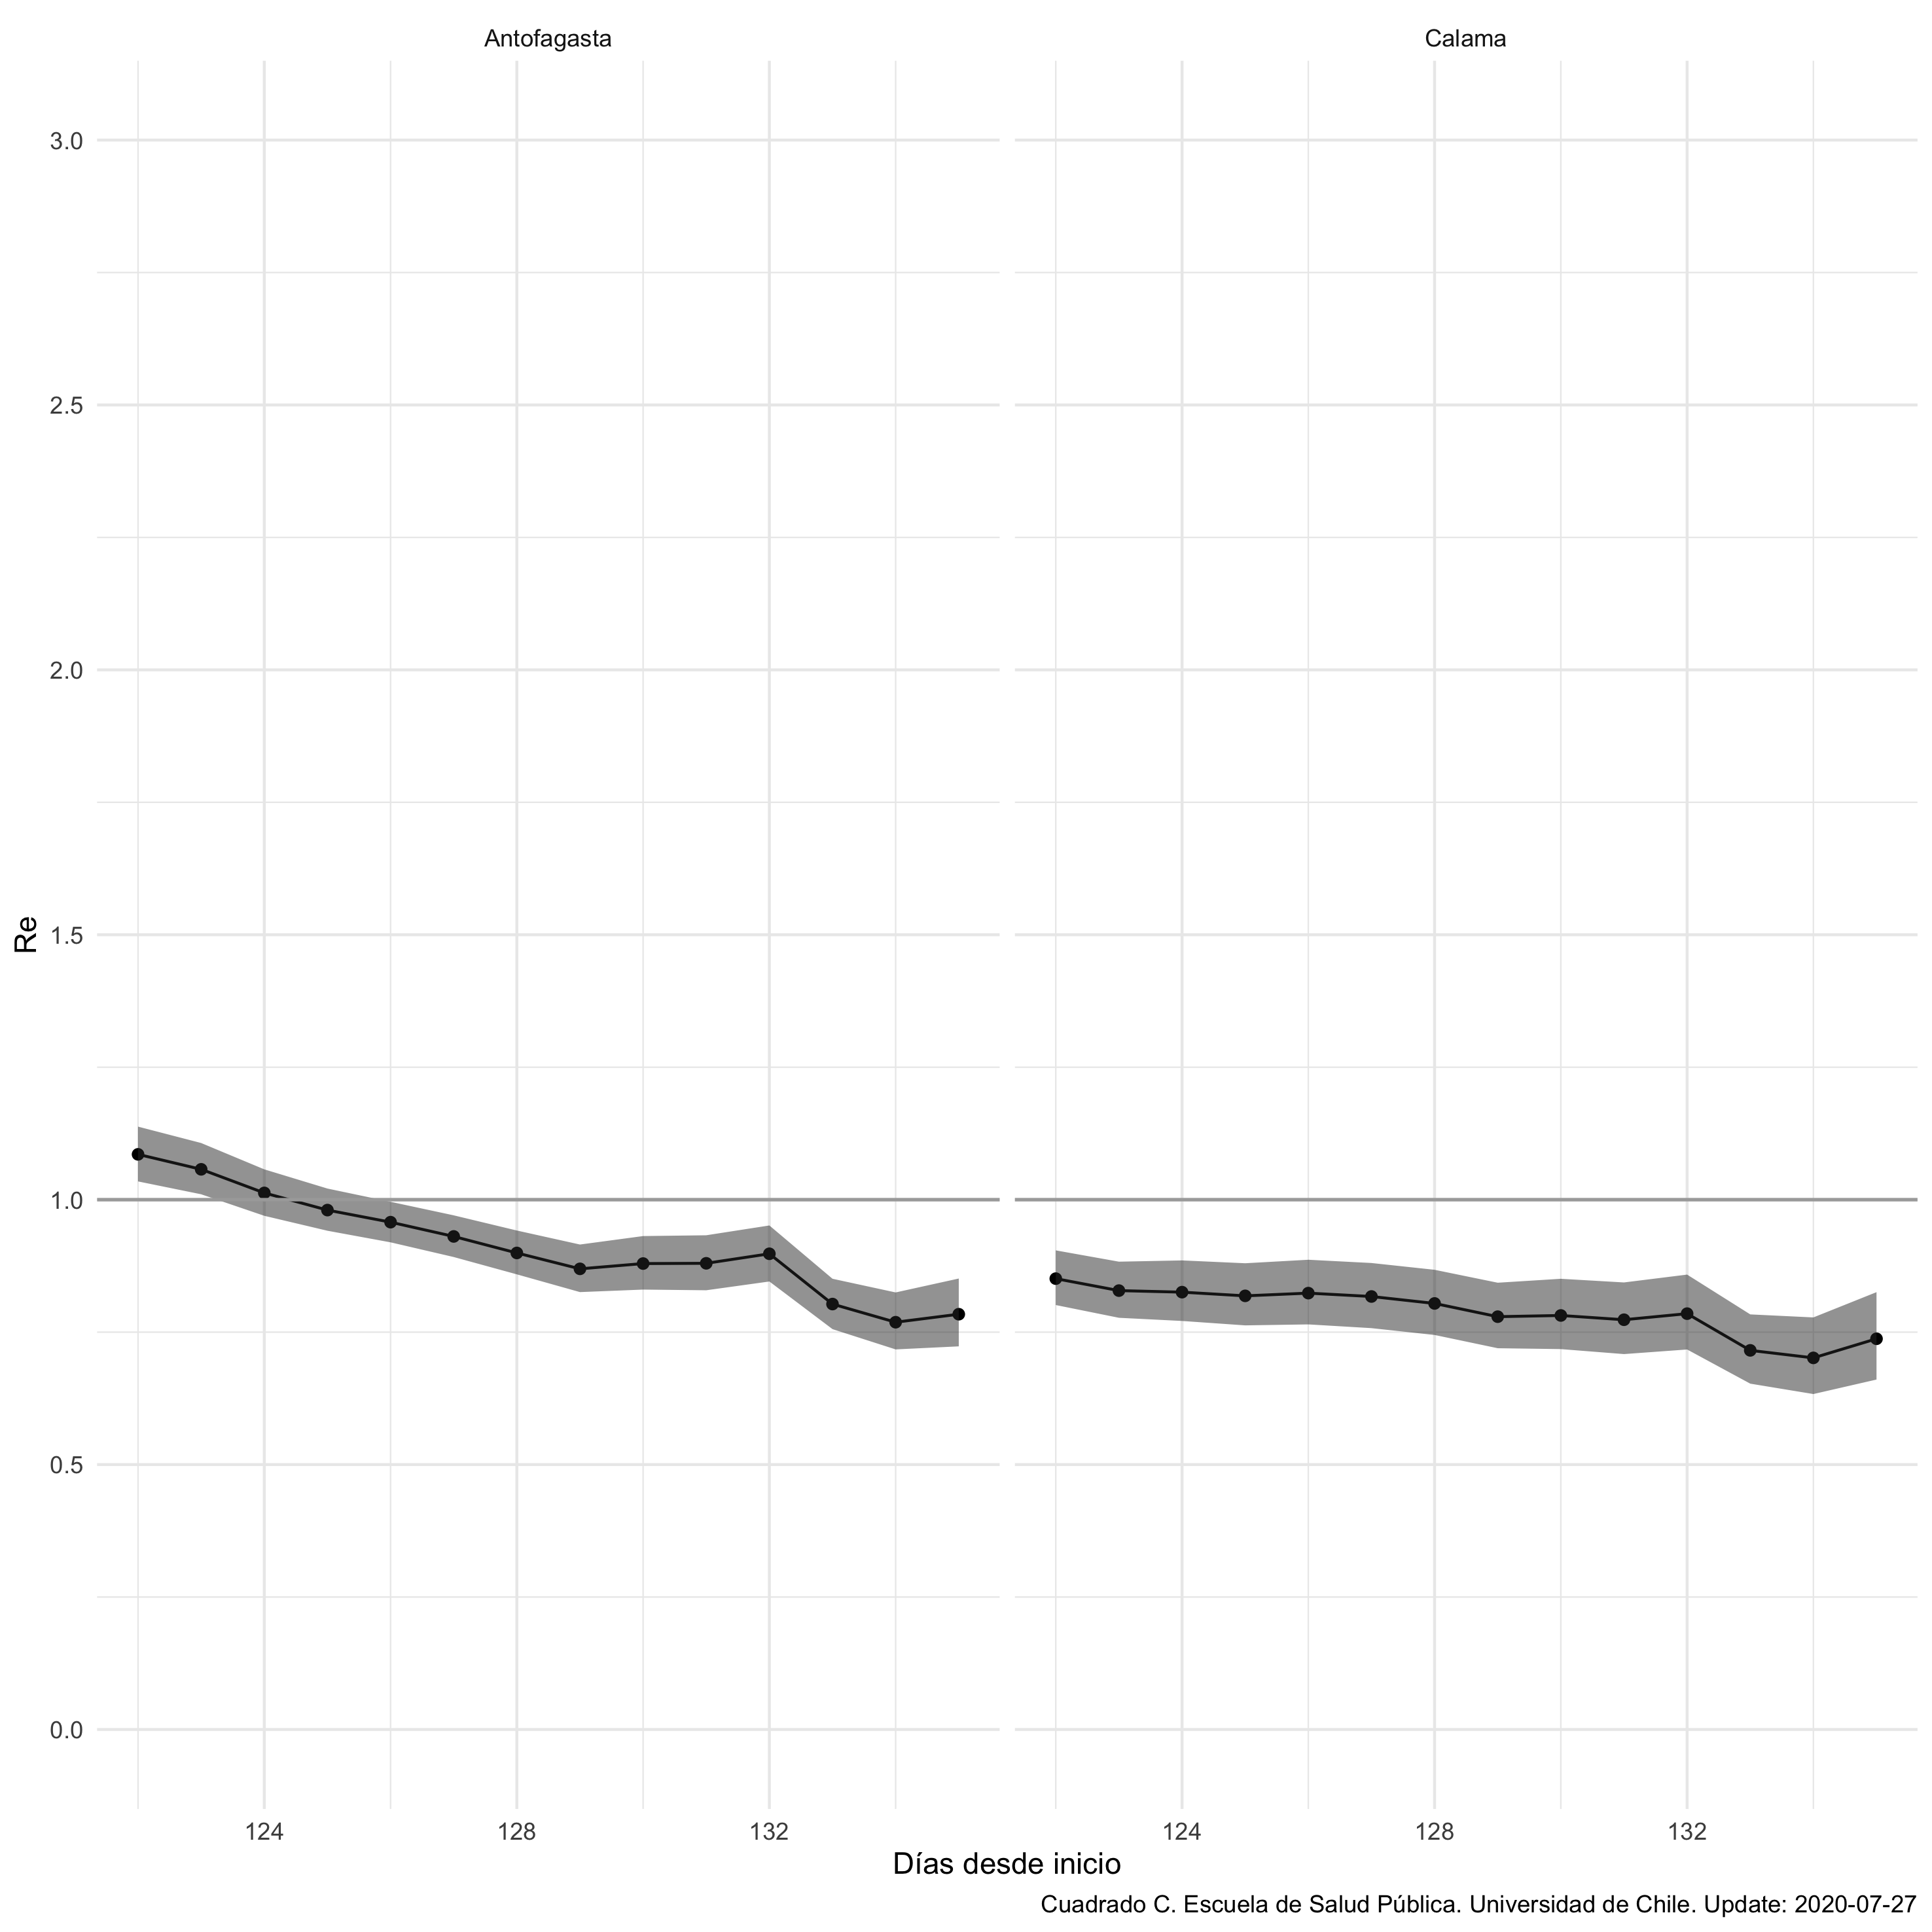 Antofagasta
Calama
3.0
2.5
2.0
1.5
1.0
0.5
0.0
Re
124
128
132
124
128
132
Días desde inicio
Cuadrado C. Escuela de Salud Pública. Universidad de Chile. Update: 2020-07-27